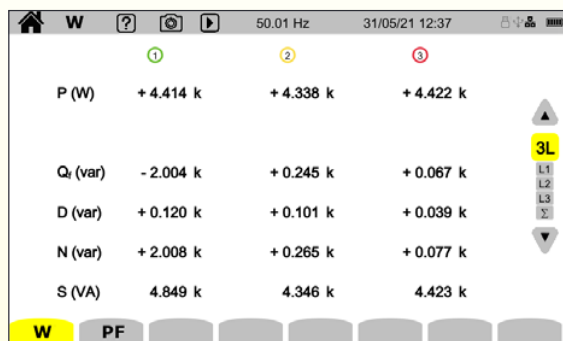 W ? 50.01 Hz 31/05/21 12:37
1 2 3
P (W) + 4.414 k + 4.338 k + 4.422 k
3L
Qf (var) - 2.004 k + 0.245 k + 0.067 k
L1
L2
D (var) + 0.120 k + 0.101 k + 0.039 k
L3
Σ
N (var) + 2.008 k + 0.265 k + 0.077 k
S (VA) 4.849 k 4.346 k 4.423 k
W PF